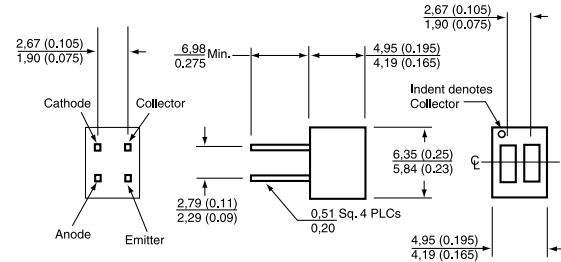 2,67 (0.105)
1,90 (0.075)
Cathode
Collector
Anode
Emitter
6,98 Min.
0.275
4,95 (0.195)
4,19 (0.165)
2,79 (0.11)
2,29 (0.09)
0,51 Sq. 4 PLCs
0,20
6,35 (0.25)
5,84 (0.23)
2,67 (0.105)
1,90 (0.075)
Indent denotes
Collector
℄
4,95 (0.195)
4,19 (0.165)